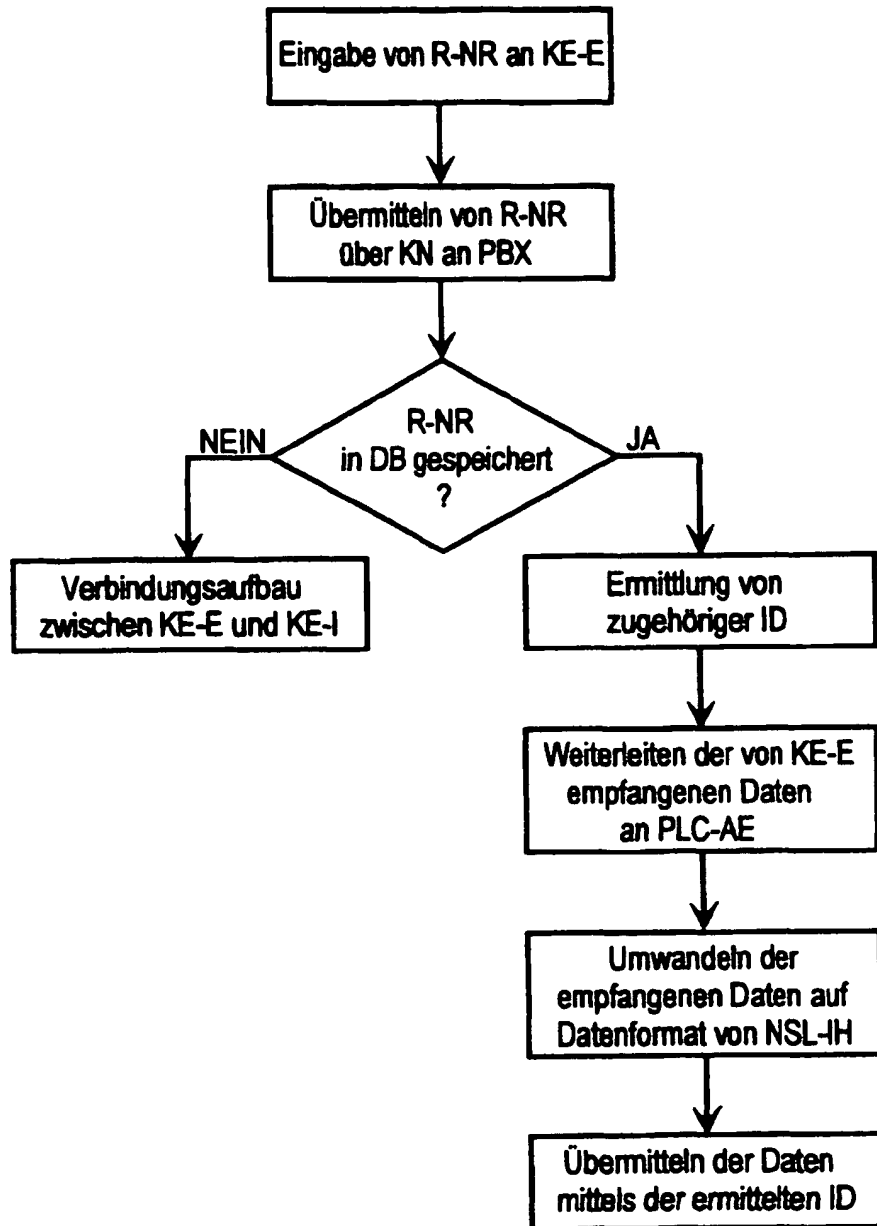 Eingabe von R-NR an KE-E
Übermitteln von R-NR
über KN an PBX
R-NR
in DB gespeichert
?
NEIN
JA
Verbindungsaufbau
zwischen KE-E und KE-I
Ermittlung von
zugehöriger ID
Weiterleiten der von KE-E
empfangenen Daten
an PLC-AE
Umwandeln der
empfangenen Daten auf
Datenformat von NSL-IH
Übermitteln der Daten
mittels der ermittelten ID